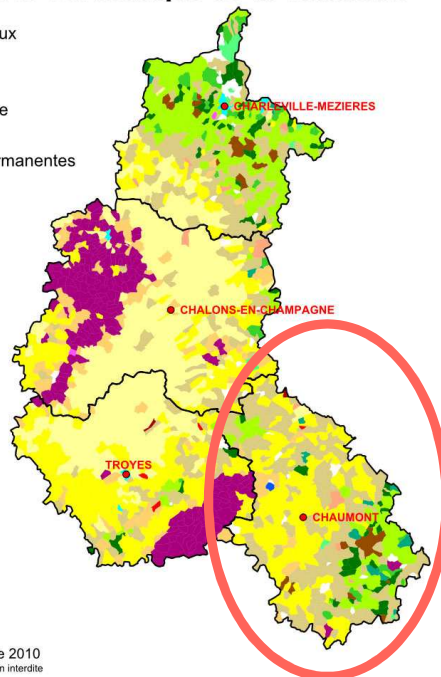 ux
e
CHARLEVILLE-MEZIERES
rmanentes
CHALONS-EN-CHAMPAGNE
TROYES
CHAUMONT
e 2010
n interdite